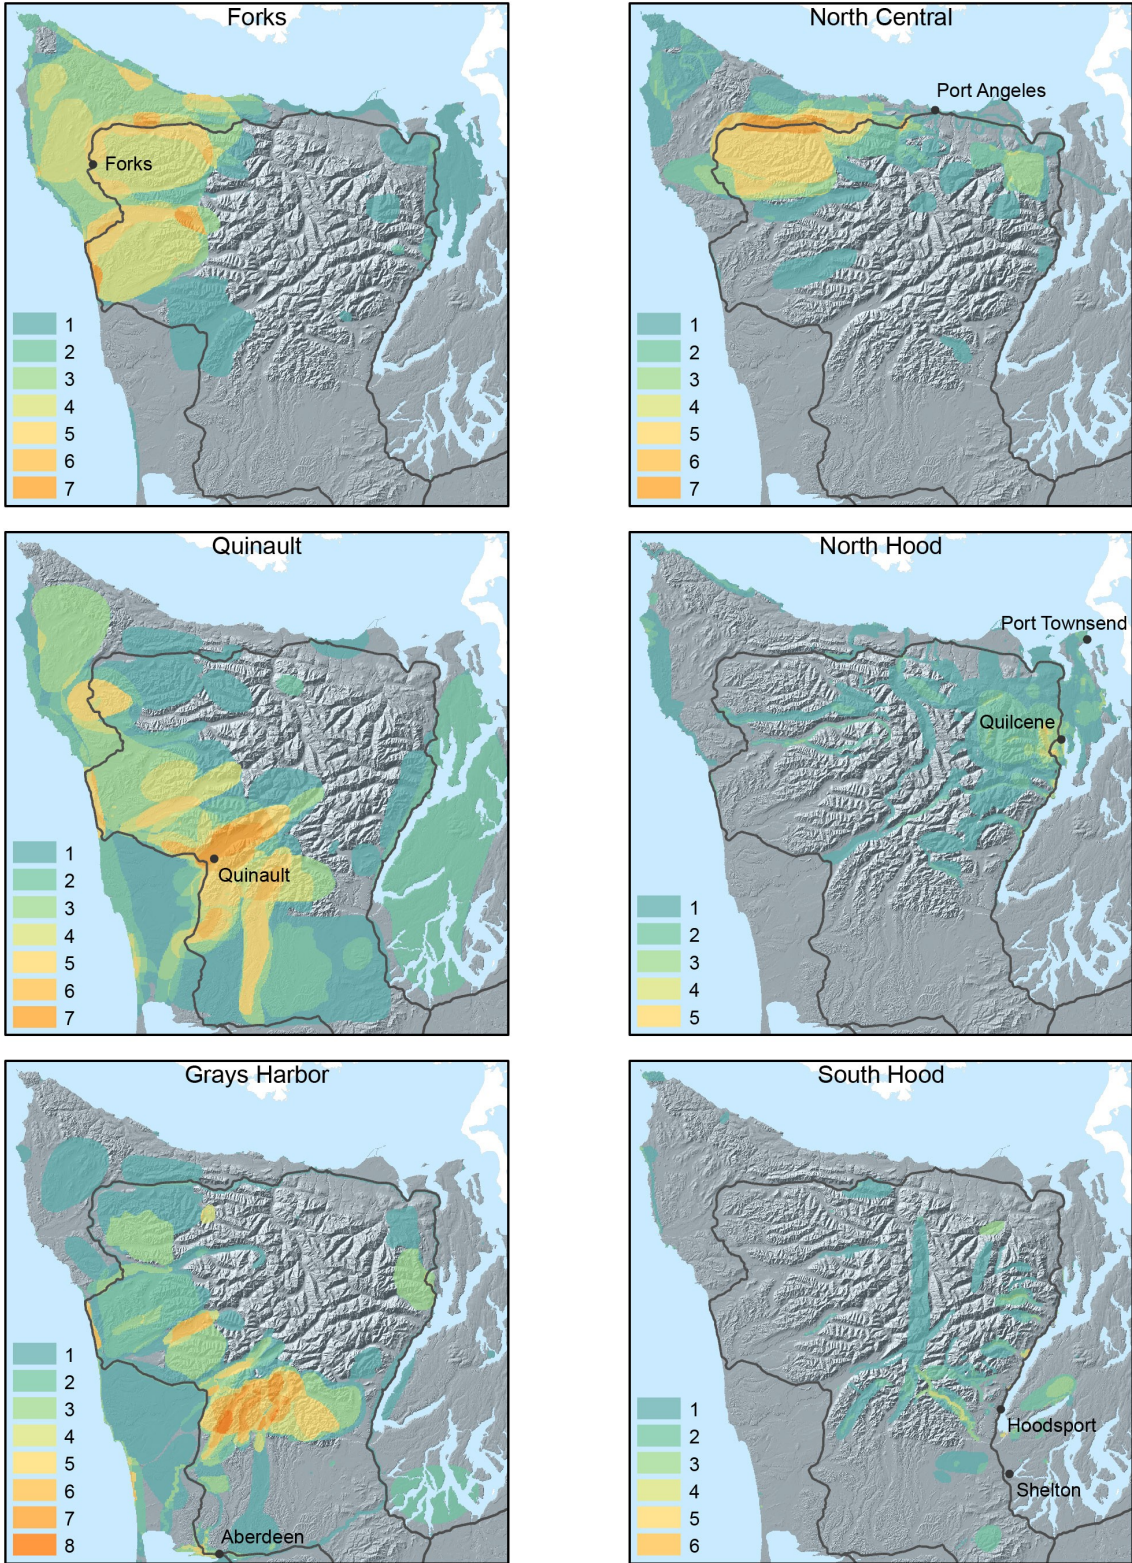 Forks
Forks
1
2
3
4
5
6
7
North Central
Port Angeles
1
2
3
4
5
6
7
Quinault
Quinault
1
2
3
4
5
6
7
North Hood
Port Townsend
Quilcene
1
2
3
4
5
Grays Harbor
1
2
3
4
5
6
7
8
Aberdeen
South Hood
1
2
3
4
5
6
Hoodsport
Shelton